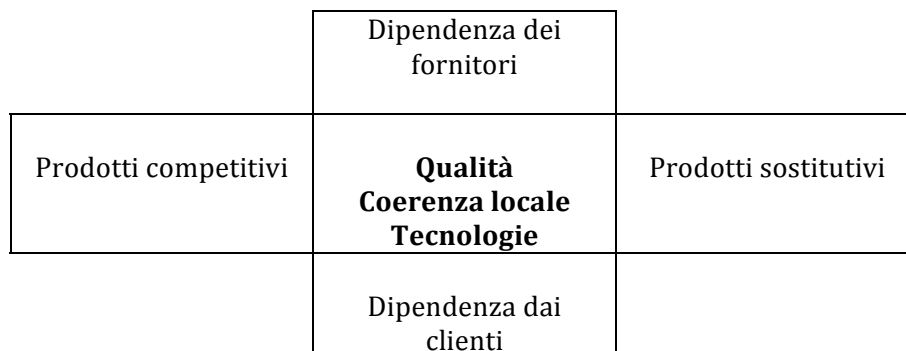 Dipendenza dei
fornitori
Prodotti competitivi
Qualità
Coerenza locale
Tecnologie
Prodotti sostitutivi
Dipendenza dai
clienti